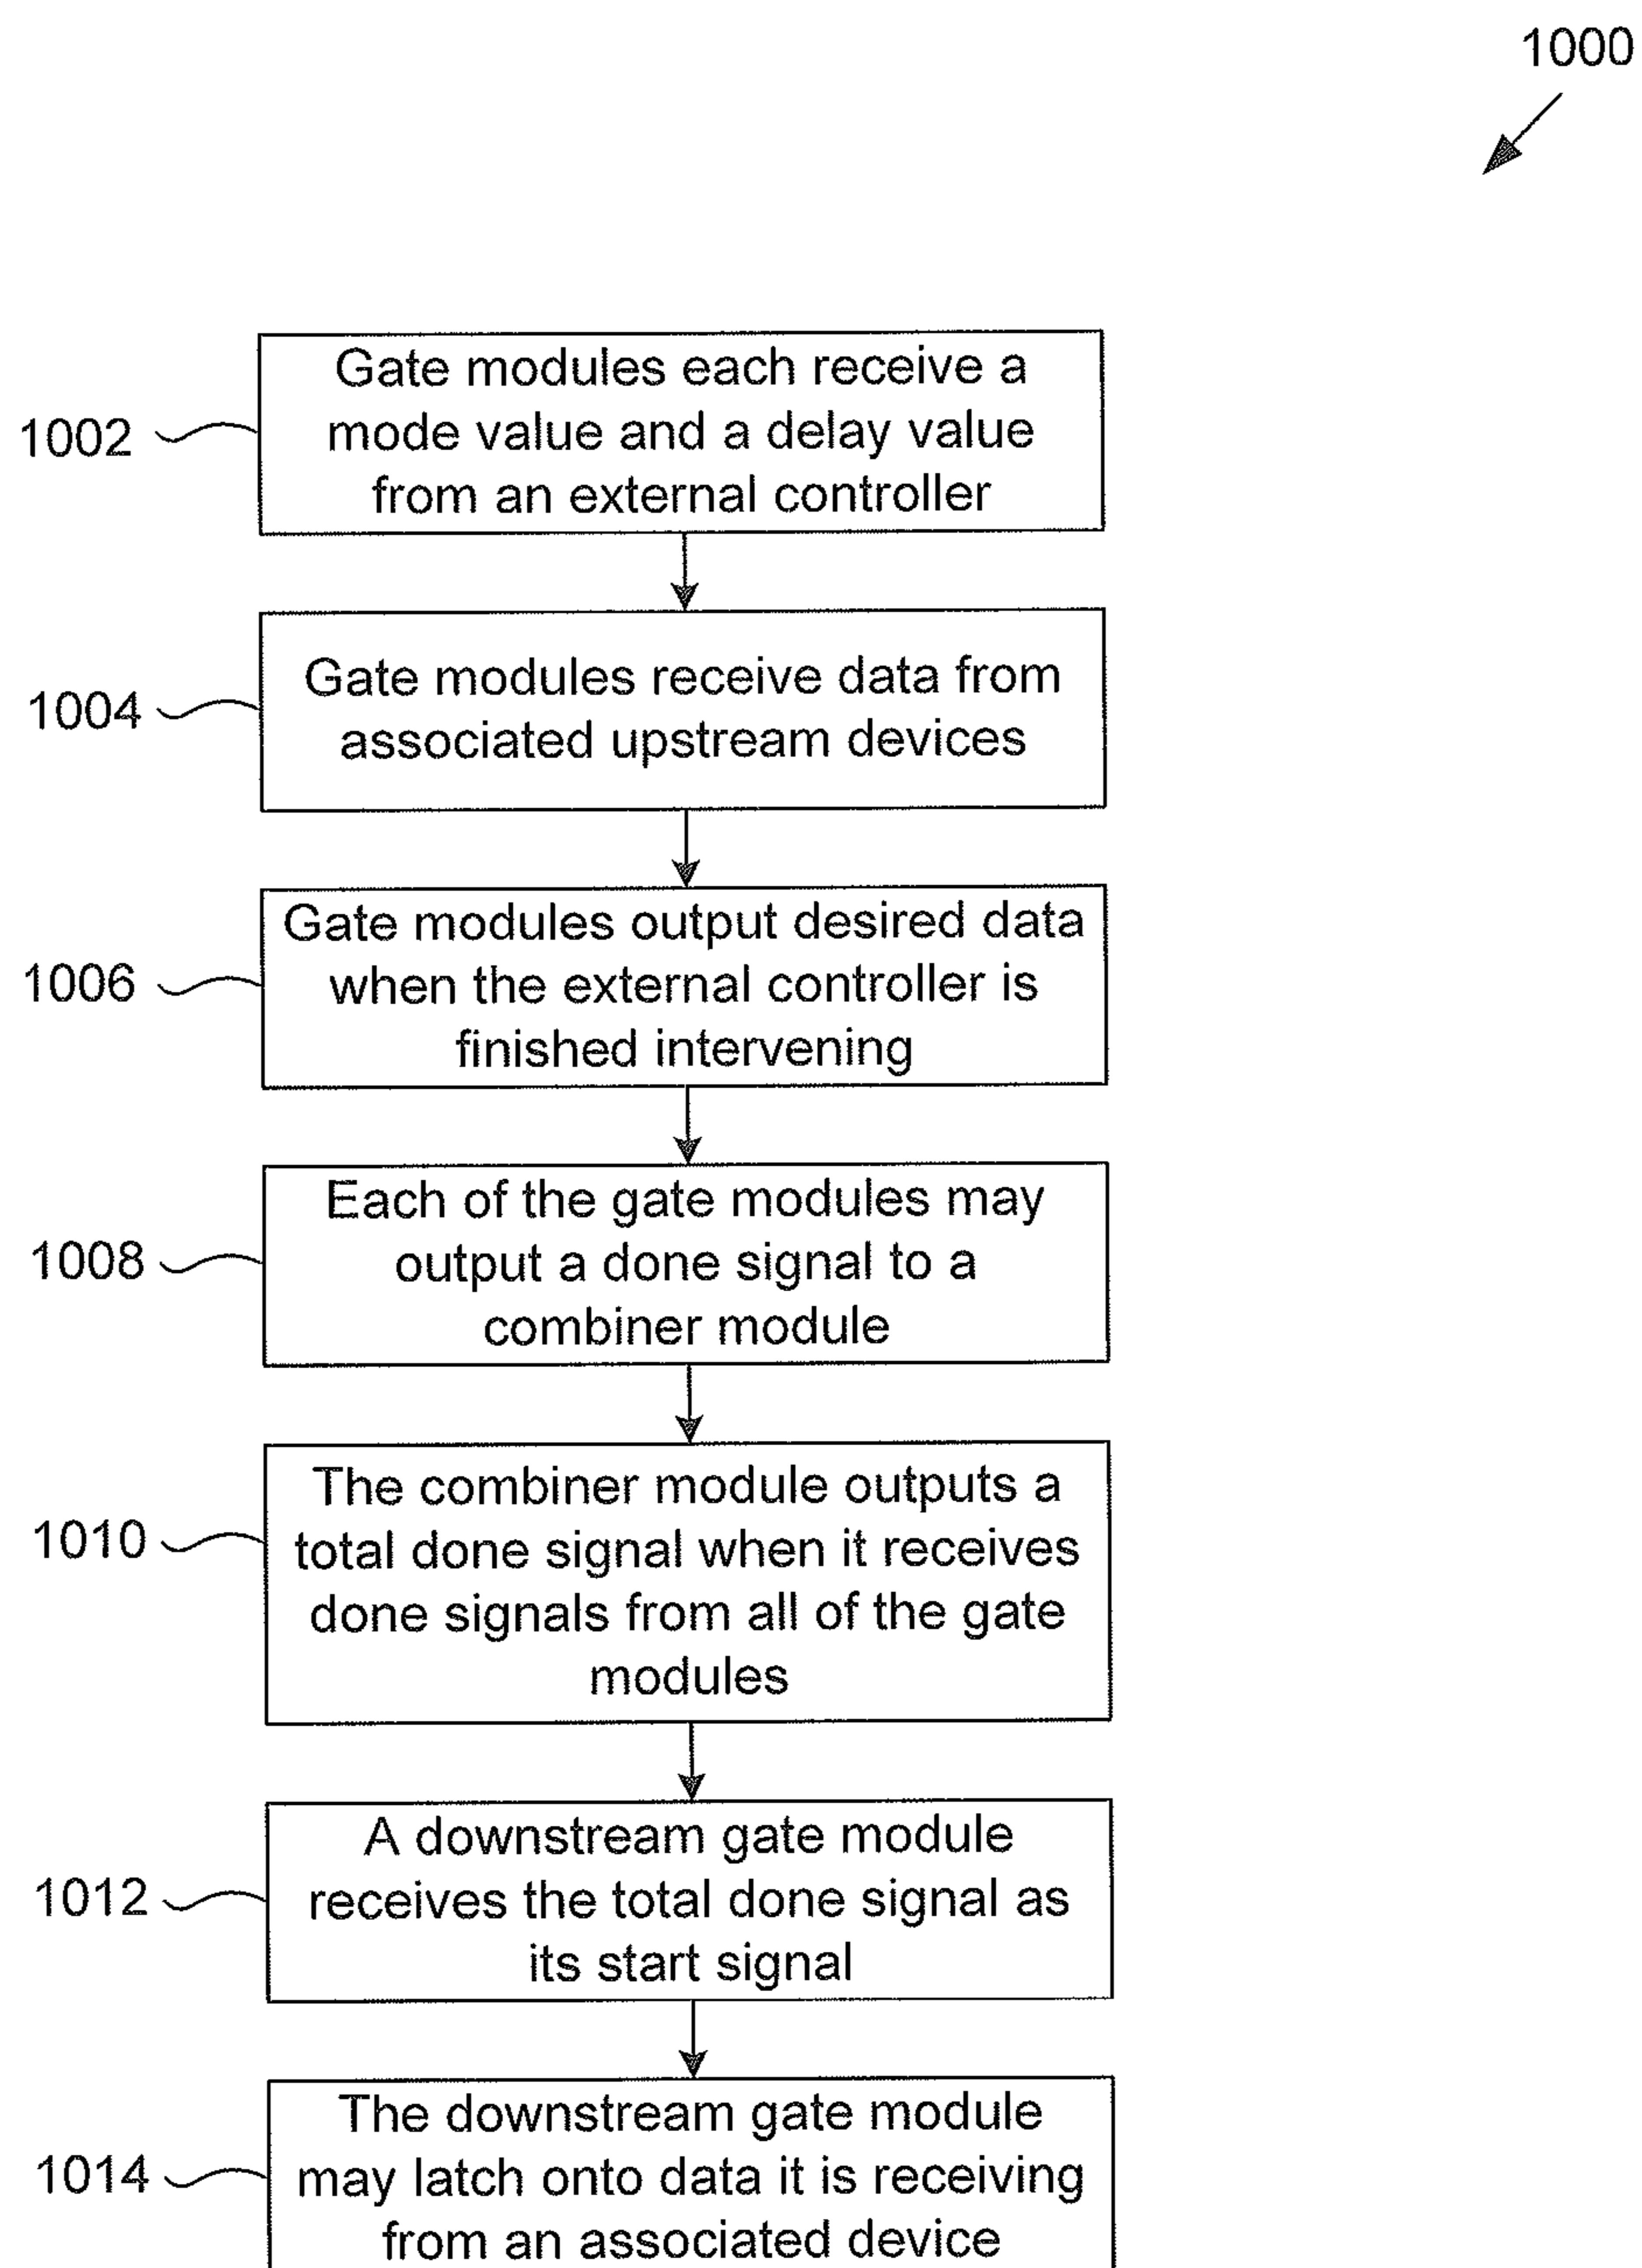 1000
Gate modules each receive a
mode value and a delay value
from an external controller
1002
Gate modules receive data from
associated upstream devices
1004
Gate modules output desired data
when the external controller is
finished intervening
1006
Each of the gate modules may
output a done signal to a
combiner module
1008
The combiner module outputs a
total done signal when it receives
done signals from all of the gate
modules
1010
A downstream gate module
receives the total done signal as
its start signal
1012
The downstream gate module
may latch onto data it is receiving
from an associated device
1014